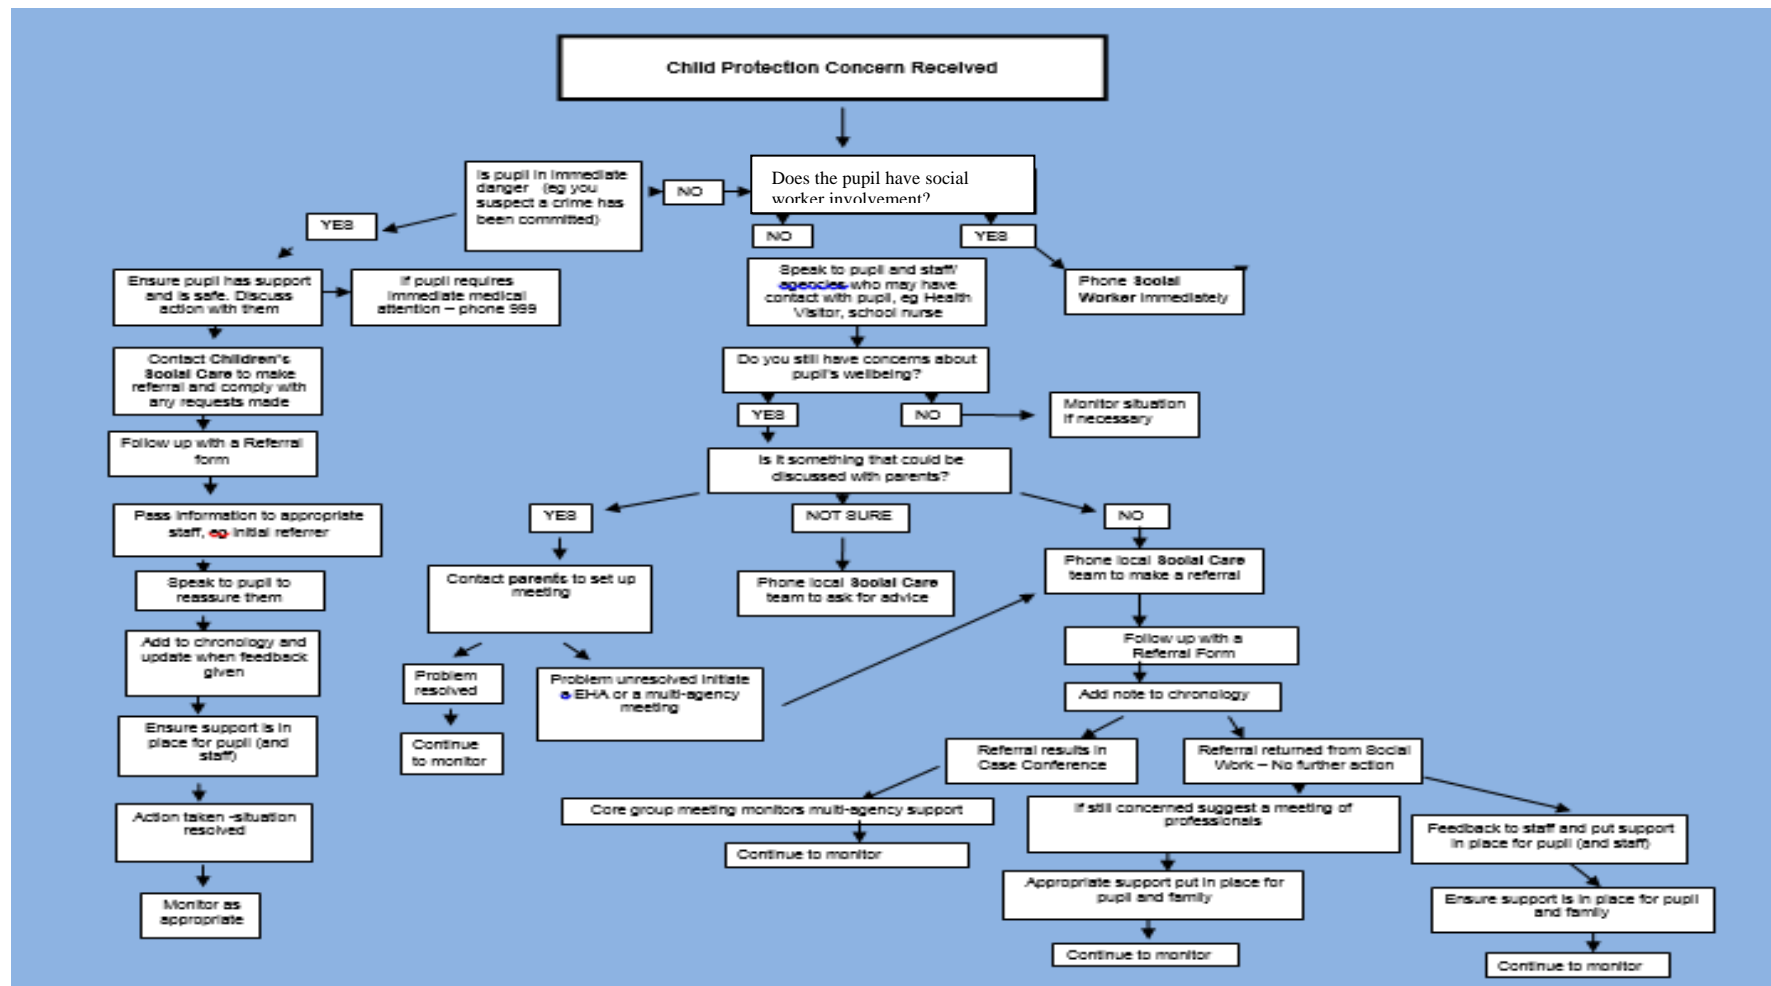 Child Protection Concern Received
Is pupil in immediate
danger (eg you
suspect a crime has
been committed)
NO
Does the pupil have social
worker involvement?
YES
NO
YES
Ensure pupil has support
and is safe. Discuss
action with them
If pupil requires
immediate medical
attention – phone 999
Speak to pupil and staff/
agencies who may have
contact with pupil, eg Health
Visitor, school nurse
Phone Social
Worker immediately
Contact Children's
Social Care to make
referral and comply with
any requests made
Do you still have concerns about
pupil's wellbeing?
YES
NO
Monitor situation
if necessary
Follow up with a Referral
form
Is it something that could be
discussed with parents?
Pass information to appropriate
staff, eg initial referrer
YES
NOT SURE
NO
Speak to pupil to
reassure them
Contact parents to set up
meeting
Phone local Social Care
team to ask for advice
Phone local Social Care
team to make a referral
Add to chronology and
update when feedback
given
Follow up with a
Referral Form
Problem
resolved
Problem unresolved initiate
a EHA or a multi-agency
meeting
Add note to chronology
Ensure support is in
place for pupil (and
staff)
Continue
to monitor
Referral results in
Case Conference
Referral returned from Social
Work – No further action
Action taken -situation
resolved
Core group meeting monitors multi-agency support
If still concerned suggest a meeting of
professionals
Feedback to staff and put support
in place for pupil (and staff)
Continue to monitor
Monitor as
appropriate
Appropriate support put in place for
pupil and family
Ensure support is in place for pupil
and family
Continue to monitor
Continue to monitor